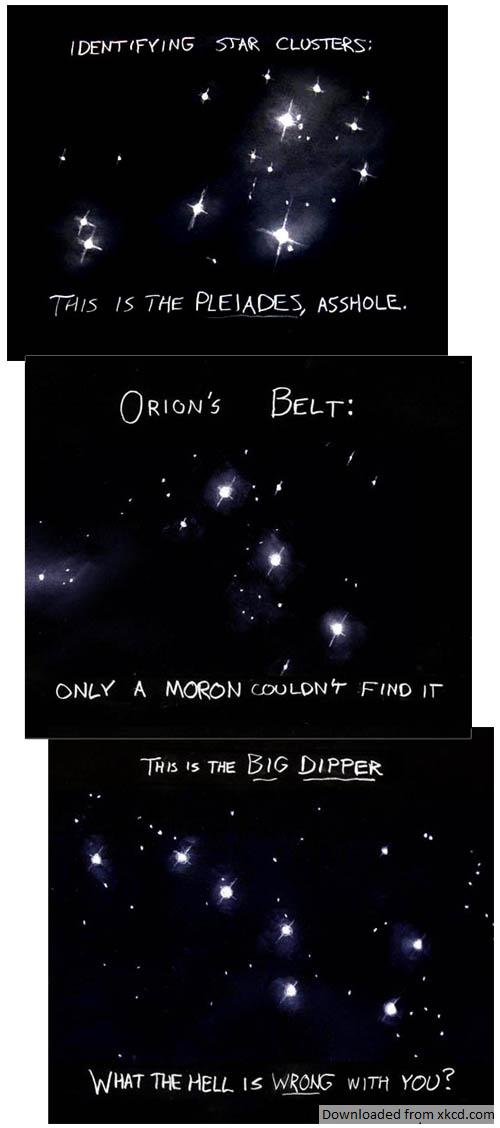 IDENTIFYING STAR CLUSTERS:
THIS IS THE PLEIADES, ASSHOLE.
ORION'S BELT:
ONLY A MORON COULDN'T FIND IT
THIS IS THE BIG DIPPER
WHAT THE HELL IS WRONG WITH YOU?
Downloaded from xkcd.com